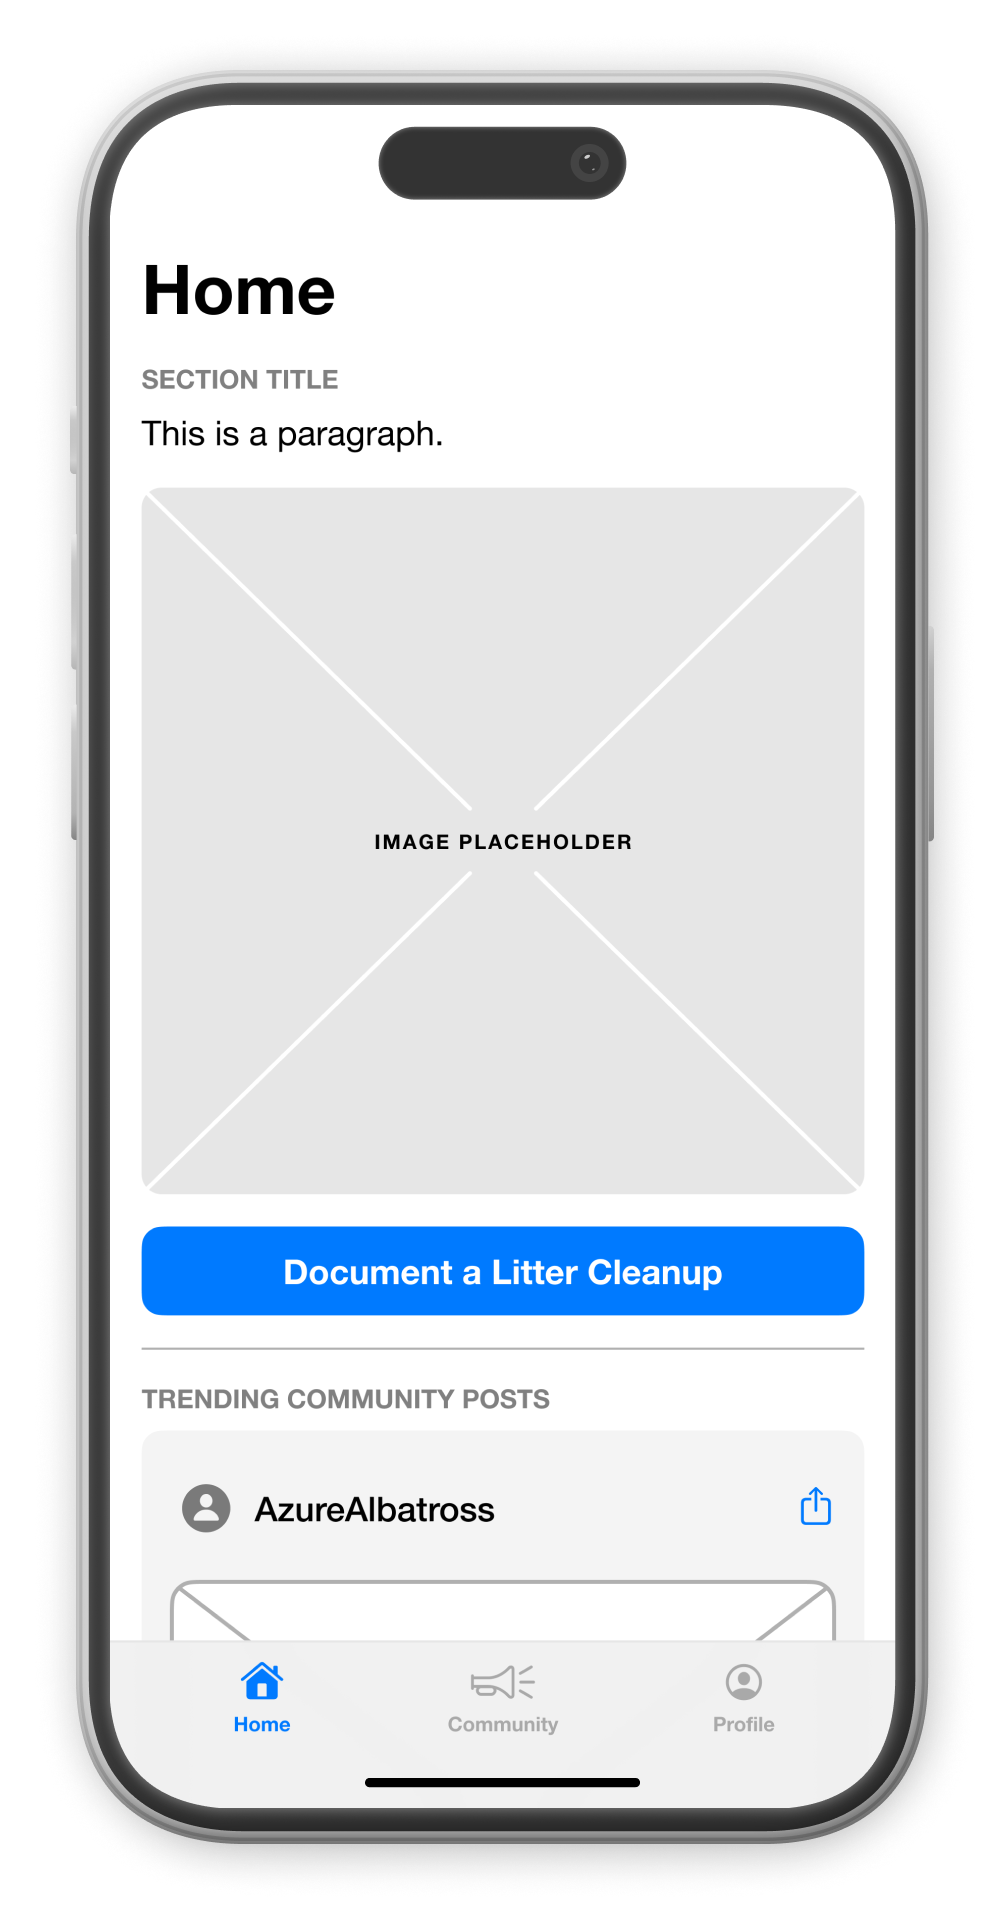 Home
SECTION TITLE
This is a paragraph.
IMAGE PLACEHOLDER
Document a Litter Cleanup
TRENDING COMMUNITY POSTS
AzureAlbatross
Home
Community
Profile